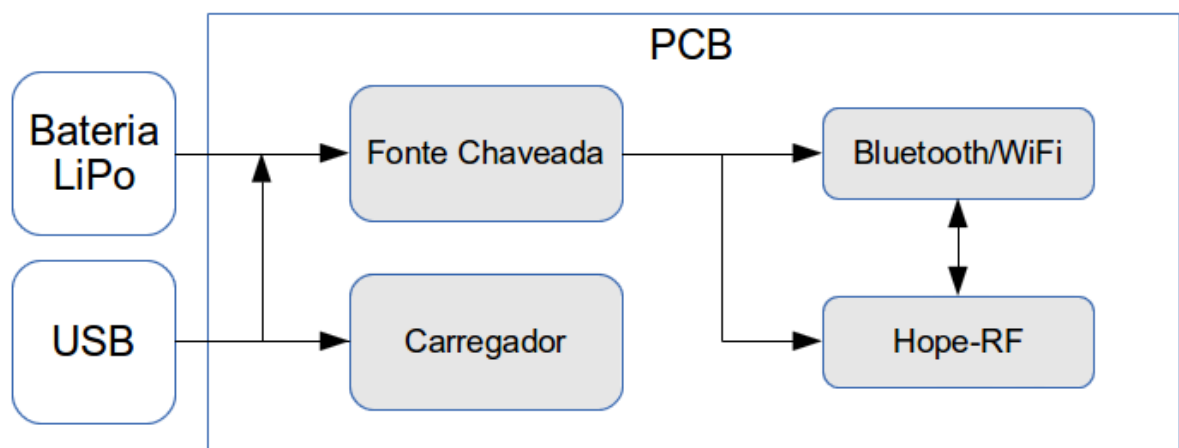 PCB
Bateria
LiPo
Fonte Chaveada
Bluetooth/WiFi
USB
Carregador
Hope-RF